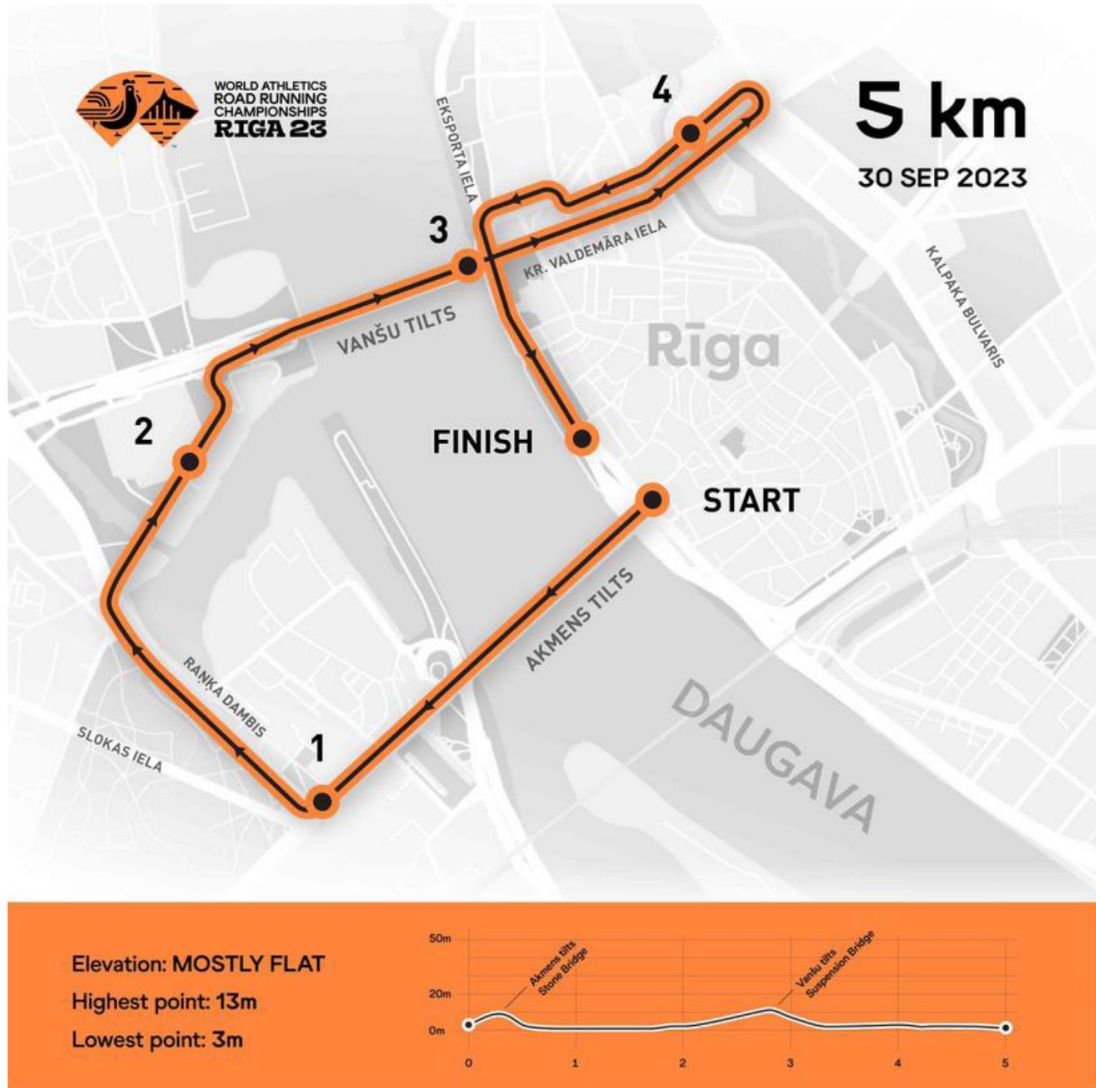 WORLD ATHLETICS
ROAD RUNNING
CHAMPIONSHIPS
RIGA 23
™
5 km
30 SEP 2023
4
EKSPORTA IELA
3
KR. VALDEMĀRA IELA
KALPAKA BULVARIS
VANŠU TILTS
Rīga
2
FINISH
START
AKMENS TILTS
RAŅĶA DAMBIS
SLOKAS IELA
1
DAUGAVA
Elevation: MOSTLY FLAT
Highest point: 13m
Lowest point: 3m
50m
20m
0m
Akmens tilts
Stone Bridge
Vanšu tilts
Suspension Bridge
0 1 2 3 4 5